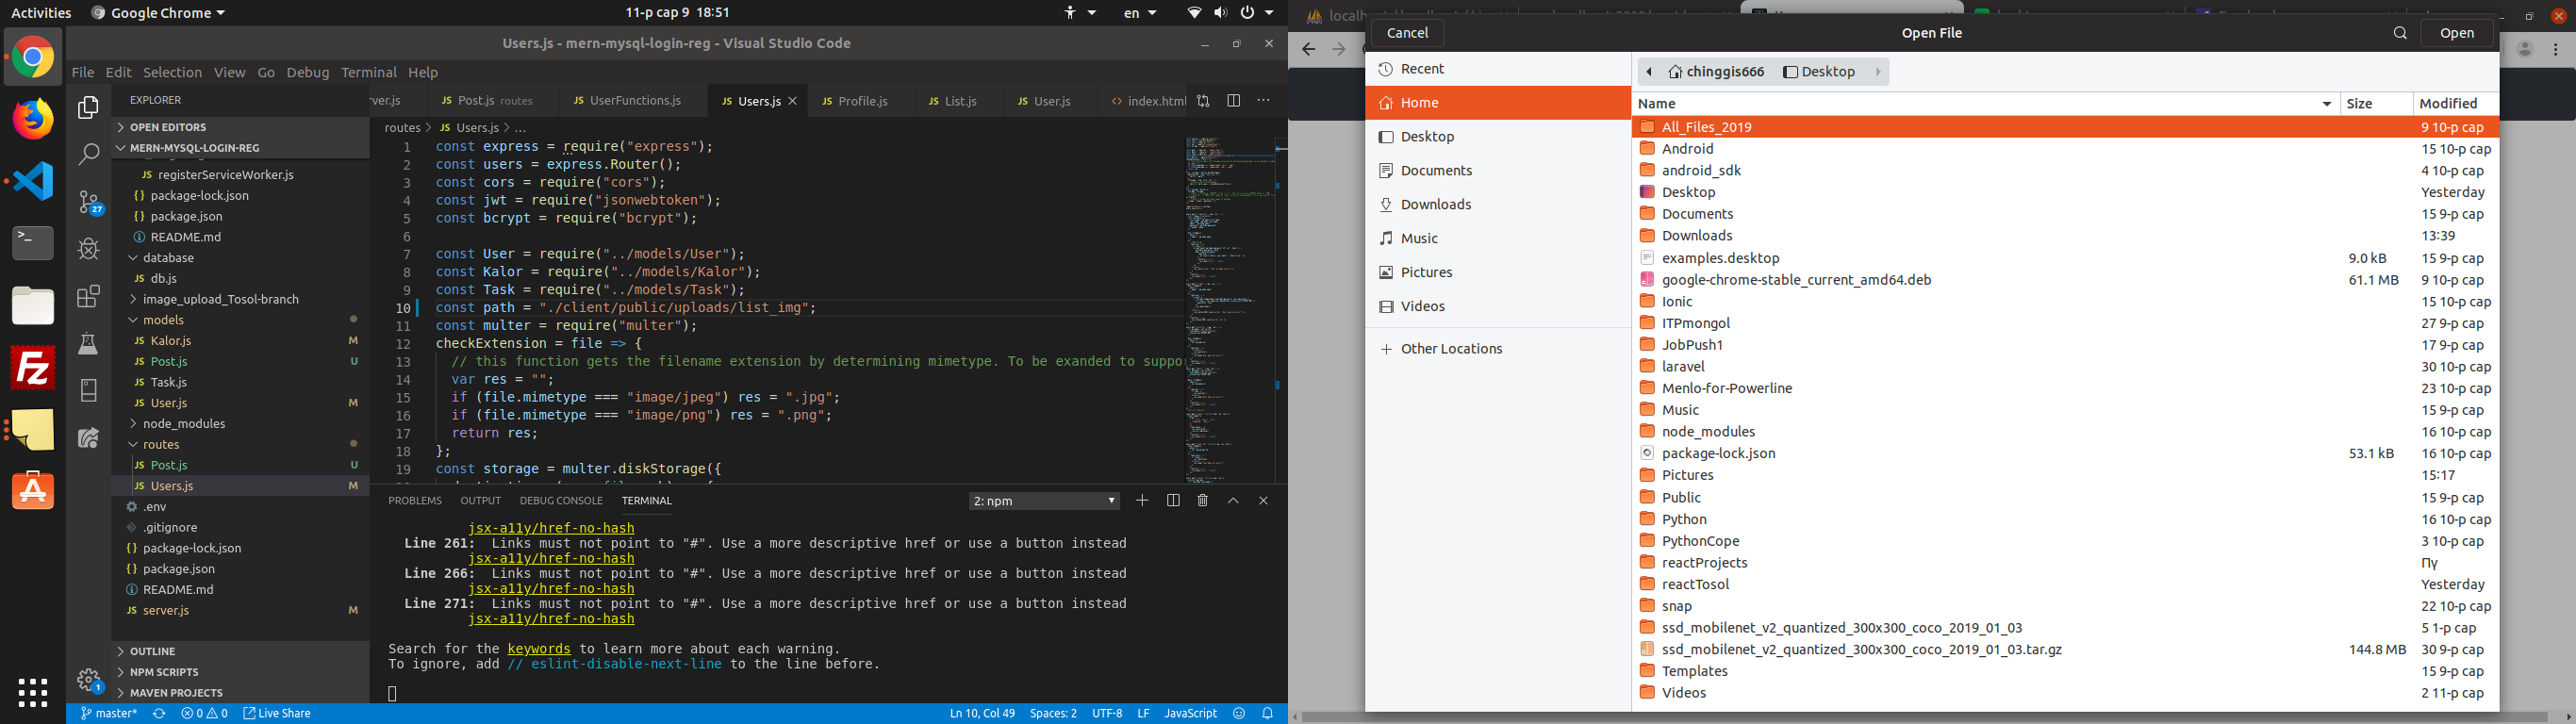 Activities
Google Chrome
11-р сар 9 18:51
en
Users.js - mern-mysql-login-reg - Visual Studio Code
File Edit Selection View Go Debug Terminal Help
EXPLORER
OPEN EDITORS
MERN-MYSQL-LOGIN-REG
registerServiceWorker.js
package-lock.json
package.json
README.md
database
db.js
image_upload_Tosol-branch
models
Kalor.js M
Post.js U
Task.js
User.js M
node_modules
routes
Post.js U
Users.js M
.env
.gitignore
package-lock.json
package.json
README.md
server.js M
OUTLINE
NPM SCRIPTS
MAVEN PROJECTS
27
1
rver.js
Post.js routes
UserFunctions.js
Users.js
Profile.js
List.js
User.js
index.html
routes > Users.js > ...
1 const express = require("express");
2 const users = express.Router();
3 const cors = require("cors");
4 const jwt = require("jsonwebtoken");
5 const bcrypt = require("bcrypt");
6
7 const User = require("../models/User");
8 const Kalor = require("../models/Kalor");
9 const Task = require("../models/Task");
10 const path = "./client/public/uploads/list_img";
11 const multer = require("multer");
12 checkExtension = file => {
13 // this function gets the filename extension by determining mimetype. To be exanded to suppo
14 var res = "";
15 if (file.mimetype === "image/jpeg") res = ".jpg";
16 if (file.mimetype === "image/png") res = ".png";
17 return res;
18 };
19 const storage = multer.diskStorage({
PROBLEMS OUTPUT DEBUG CONSOLE TERMINAL
2: npm
jsx-a11y/href-no-hash
Line 261: Links must not point to "#". Use a more descriptive href or use a button instead
jsx-a11y/href-no-hash
Line 266: Links must not point to "#". Use a more descriptive href or use a button instead
jsx-a11y/href-no-hash
Line 271: Links must not point to "#". Use a more descriptive href or use a button instead
jsx-a11y/href-no-hash
Search for the keywords to learn more about each warning.
To ignore, add // eslint-disable-next-line to the line before.
master*
0 0
Live Share
Ln 10, Col 49
Spaces: 2
UTF-8
LF
JavaScript
Cancel
Open File
Open
Recent
Home
Desktop
Documents
Downloads
Music
Pictures
Videos
Other Locations
chinggis666
Desktop
Name Size Modified
All_Files_2019 9 10-р сар
Android 15 10-р сар
android_sdk 4 10-р сар
Desktop Yesterday
Documents 15 9-р сар
Downloads 13:39
examples.desktop 9.0 kB 15 9-р сар
google-chrome-stable_current_amd64.deb 61.1 MB 9 10-р сар
Ionic 15 10-р сар
ITPmongol 27 9-р сар
JobPush1 17 9-р сар
laravel 30 10-р сар
Menlo-for-Powerline 23 10-р сар
Music 15 9-р сар
node_modules 16 10-р сар
package-lock.json 53.1 kB 16 10-р сар
Pictures 15:17
Public 15 9-р сар
Python 16 10-р сар
PythonCope 3 10-р сар
reactProjects Пү
reactTosol Yesterday
snap 22 10-р сар
ssd_mobilenet_v2_quantized_300x300_coco_2019_01_03 5 1-р сар
ssd_mobilenet_v2_quantized_300x300_coco_2019_01_03.tar.gz 144.8 MB 30 9-р сар
Templates 15 9-р сар
Videos 2 11-р сар